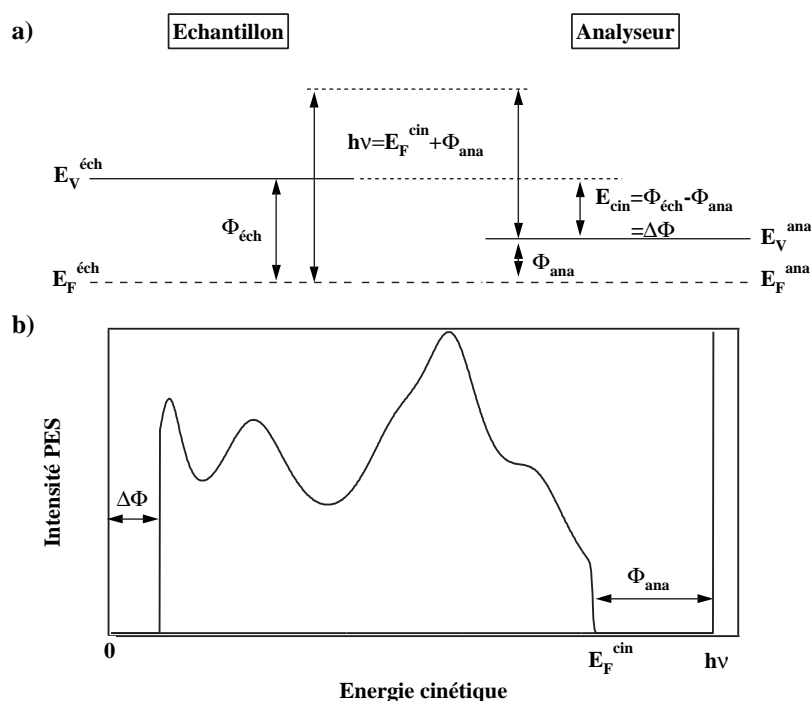 a)
Echantillon
Analyseur
hν=E_F^cin+Φ_ana
E_V^éch
E_cin=Φ_éch-Φ_ana
=ΔΦ
Φ_éch
E_V^ana
E_F^éch
Φ_ana
E_F^ana
b)
Intensité PES
ΔΦ
Φ_ana
0
E_F^cin
hν
Energie cinétique